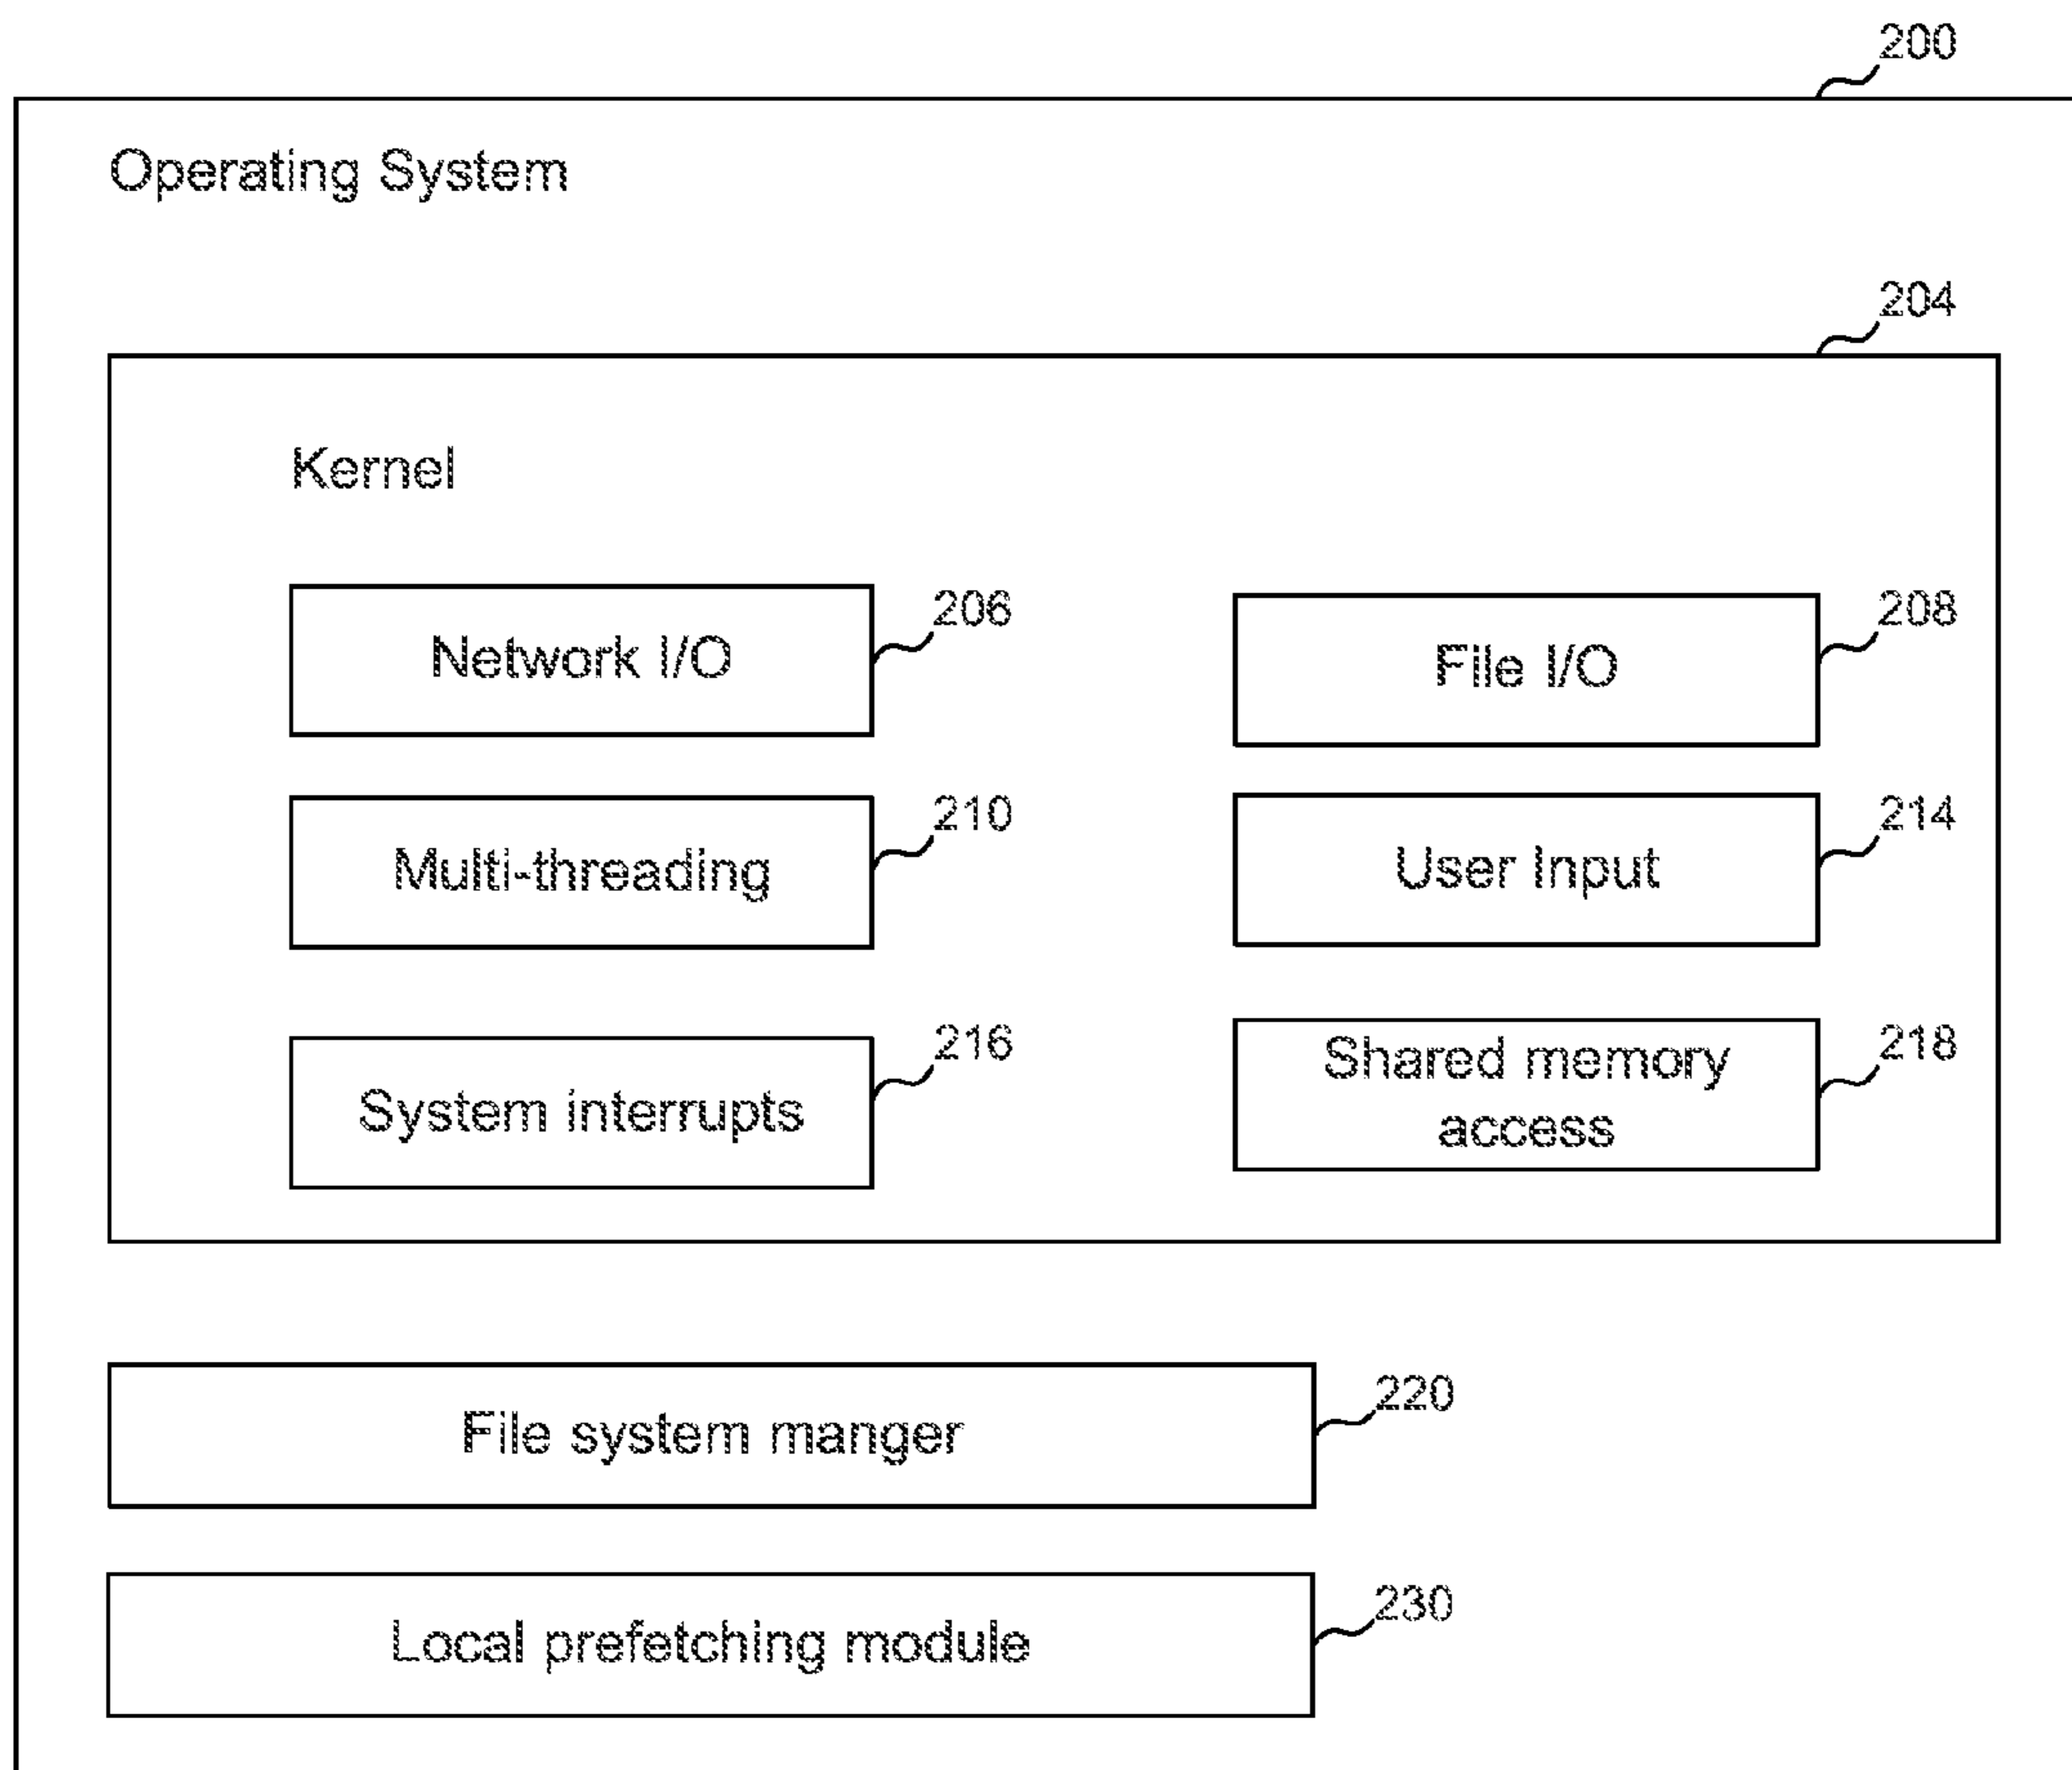 200
Operating System
204
Kernel
Network I/O
206
File I/O
208
Multi-threading
210
User Input
214
System interrupts
216
Shared memory
access
218
File system manger
220
Local prefetching module
230